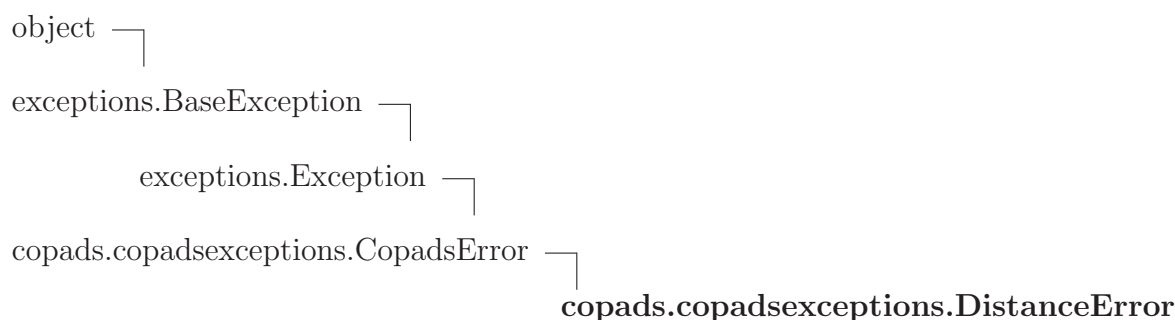 object
exceptions.BaseException
exceptions.Exception
copads.copadsexceptions.CopadsError
copads.copadsexceptions.DistanceError